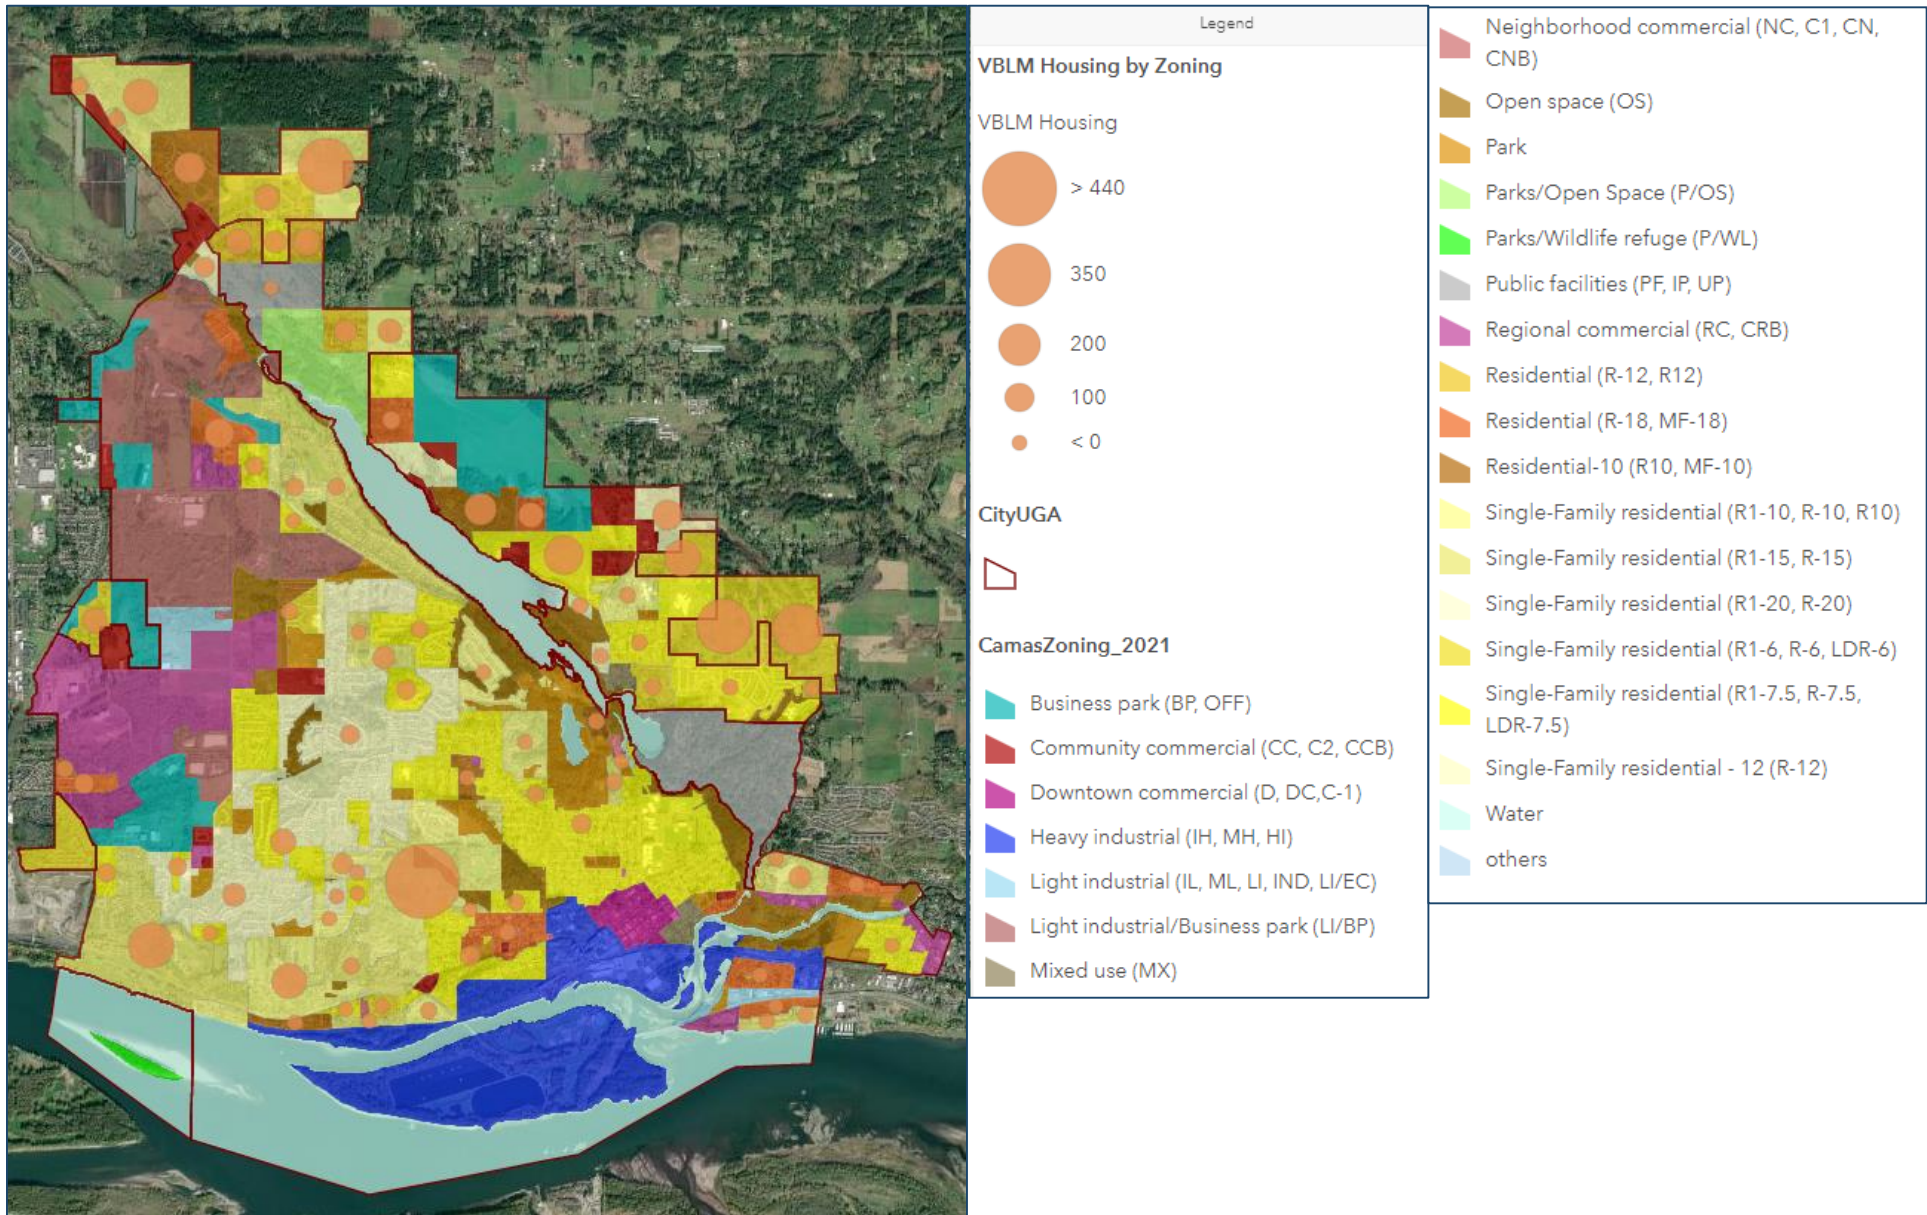 Legend
VBLM Housing by Zoning
VBLM Housing
> 440
350
200
100
< 0
CityUGA
CamasZoning_2021
Business park (BP, OFF)
Community commercial (CC, C2, CCB)
Downtown commercial (D, DC,C-1)
Heavy industrial (IH, MH, HI)
Light industrial (IL, ML, LI, IND, LI/EC)
Light industrial/Business park (LI/BP)
Mixed use (MX)
Neighborhood commercial (NC, C1, CN,
CNB)
Open space (OS)
Park
Parks/Open Space (P/OS)
Parks/Wildlife refuge (P/WL)
Public facilities (PF, IP, UP)
Regional commercial (RC, CRB)
Residential (R-12, R12)
Residential (R-18, MF-18)
Residential-10 (R10, MF-10)
Single-Family residential (R1-10, R-10, R10)
Single-Family residential (R1-15, R-15)
Single-Family residential (R1-20, R-20)
Single-Family residential (R1-6, R-6, LDR-6)
Single-Family residential (R1-7.5, R-7.5,
LDR-7.5)
Single-Family residential - 12 (R-12)
Water
others